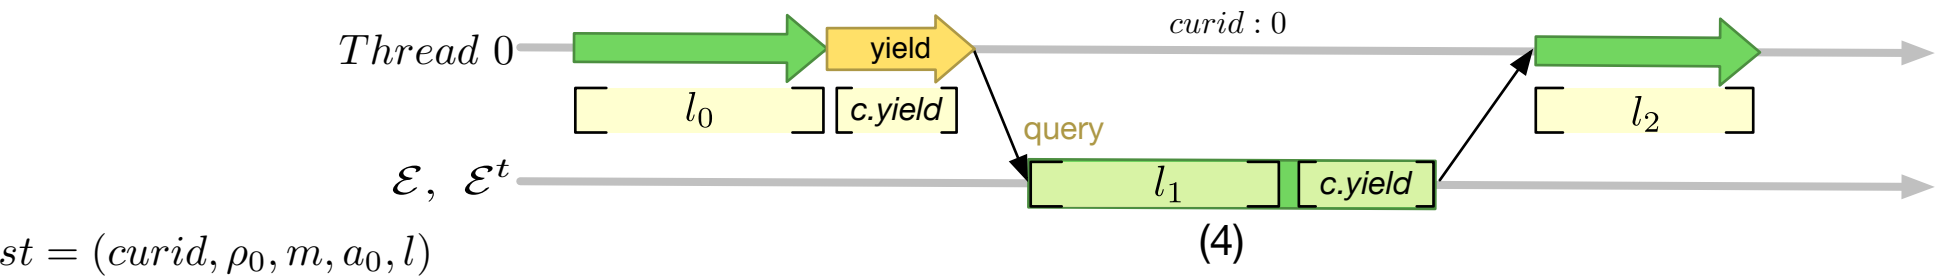 curid : 0
Thread 0 yield
l₀ c.yield l₂
query
ℰ, ℰᵗ l₁ c.yield
(4)
st = (curid, ρ₀, m, a₀, l)